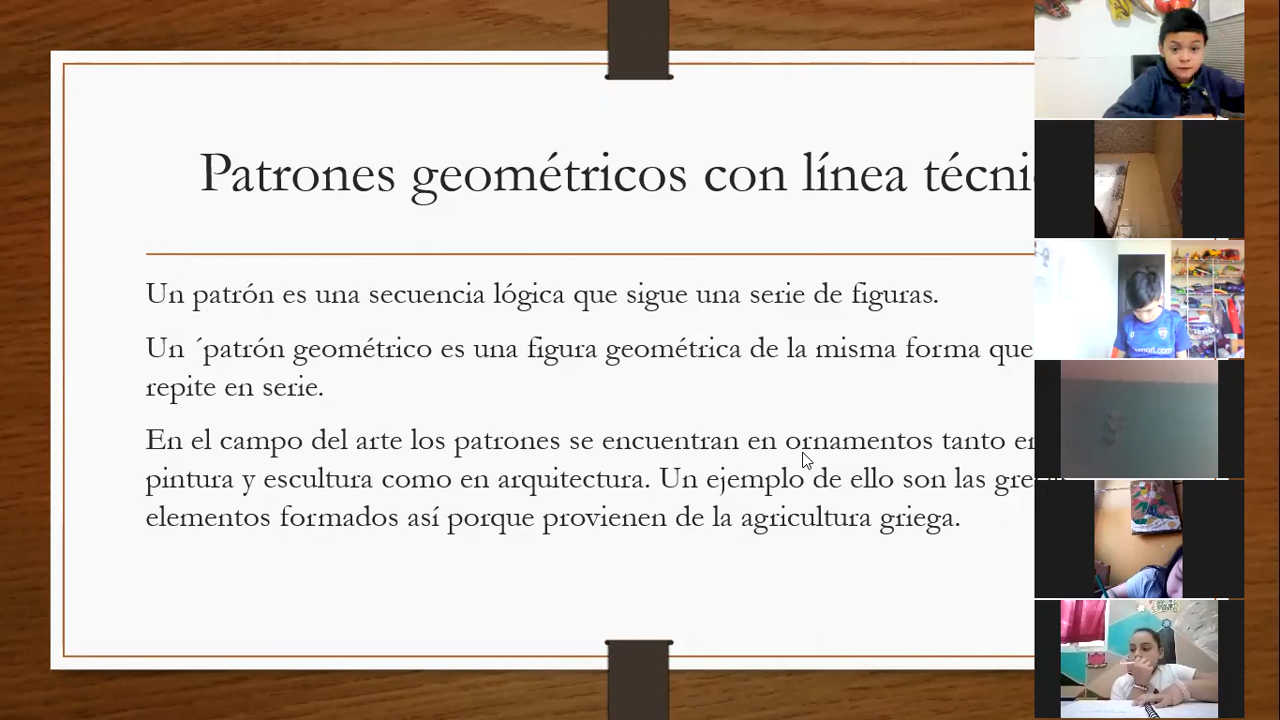 Patrones geométricos con línea
Un patrón es una secuencia lógica que sigue una serie de figuras.
Un ´patrón geométrico es una figura geométrica de la misma forma que
repite en serie.
En el campo del arte los patrones se encuentran en ornamentos tanto
pintura y escultura como en arquitectura. Un ejemplo de ello son las
elementos formados así porque provienen de la agricultura griega.